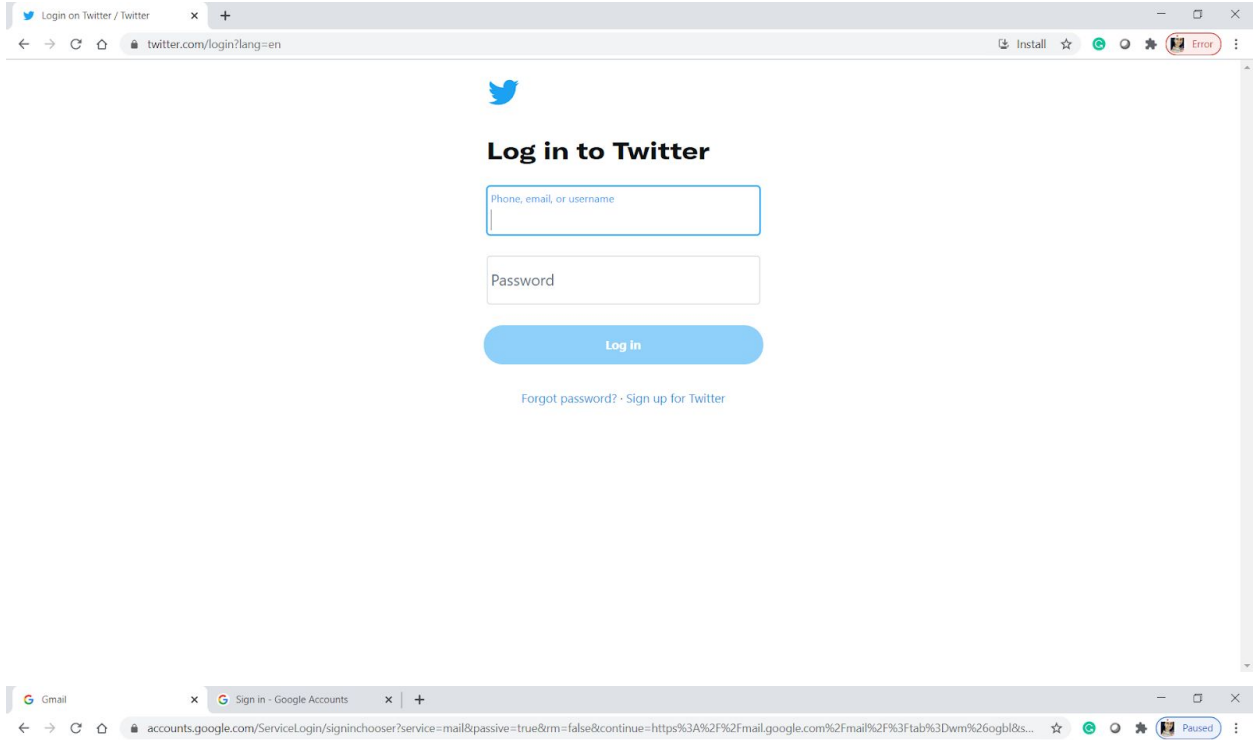 Login on Twitter / Twitter
twitter.com/login?lang=en
Install
Error
Log in to Twitter
Phone, email, or username
Password
Log in
Forgot password? · Sign up for Twitter
Gmail
Sign in - Google Accounts
accounts.google.com/ServiceLogin/signinchooser?service=mail&passive=true&rm=false&continue=https%3A%2F%2Fmail.google.com%2Fmail%2F%3Ftab%3Dwm%26ogbl&s...
Paused